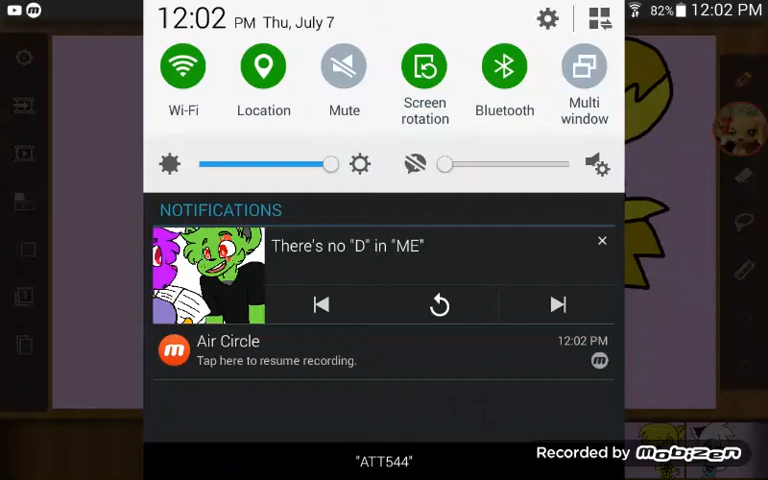 82% 12:02 PM
12:02 PM Thu, July 7
Wi-Fi
Location
Mute
Screen
rotation
Bluetooth
Multi
window
NOTIFICATIONS
There's no "D" in "ME"
Air Circle
12:02 PM
Tap here to resume recording.
Recorded by mobizen
"ATT544"